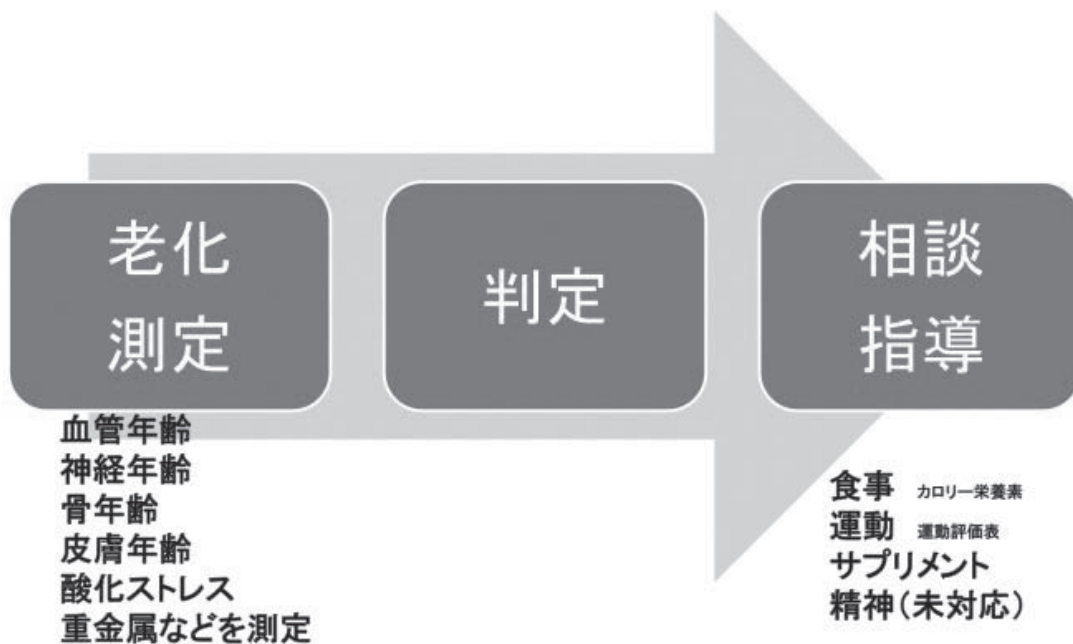 老化
測定
判定
相談
指導
血管年齢
神経年齢
骨年齢
皮膚年齢
酸化ストレス
重金属などを測定
食事 カロリー栄養素
運動 運動評価表
サプリメント
精神(未対応)